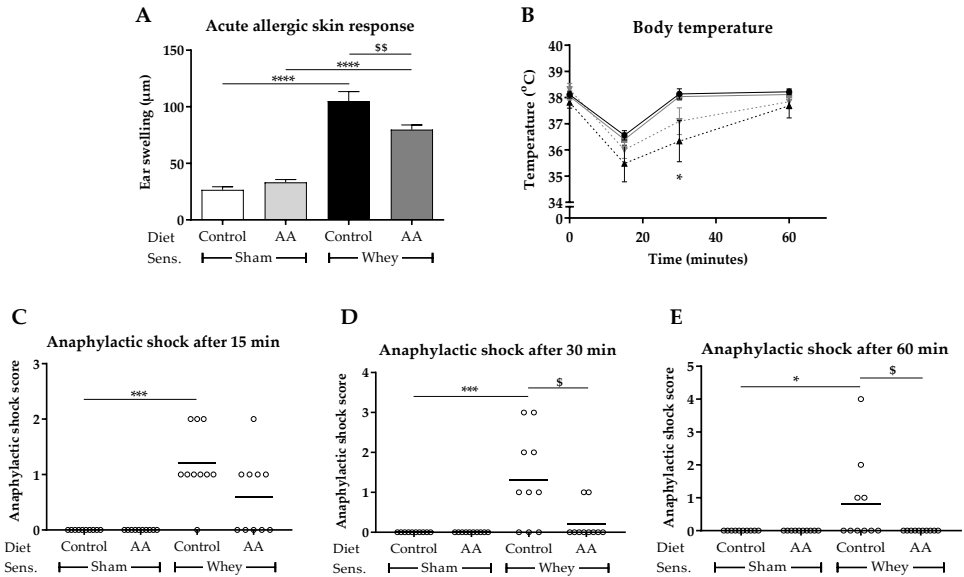 A
Acute allergic skin response
$$
****
****
150
100
50
0
Ear swelling (µm)
Diet Control AA Control AA
Sens. Sham Whey
B
Body temperature
40
39
38
37
36
35
34
0
Temperature (°C)
*
0 20 40 60
Time (minutes)
C
Anaphylactic shock after 15 min
3
2
1
0
Anaphylactic shock score
***
Diet Control AA Control AA
Sens. Sham Whey
D
Anaphylactic shock after 30 min
4
3
2
1
0
Anaphylactic shock score
*** $
Diet Control AA Control AA
Sens. Sham Whey
E
Anaphylactic shock after 60 min
5
4
3
2
1
0
Anaphylactic shock score
* $
Diet Control AA Control AA
Sens. Sham Whey